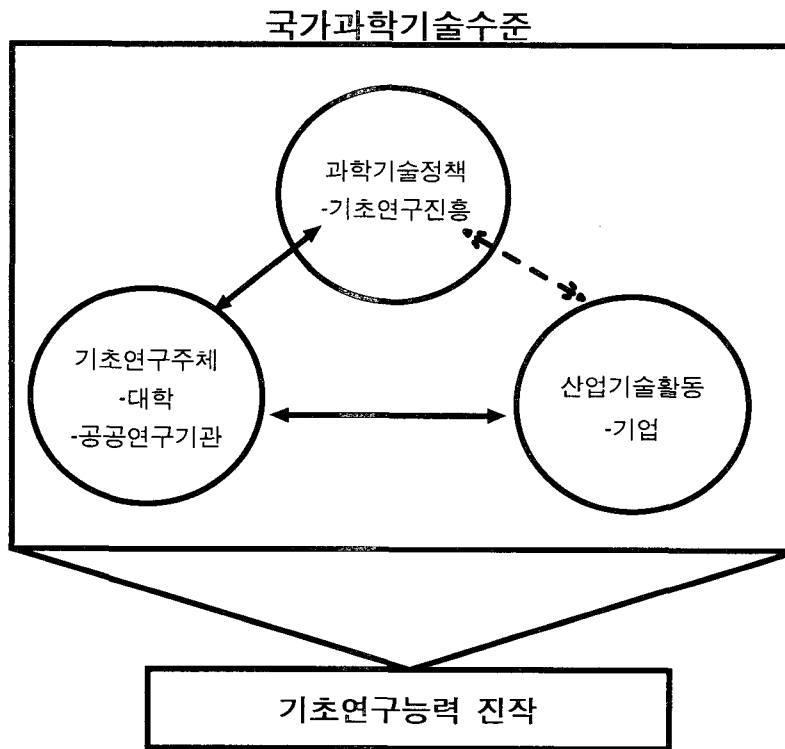 국가과학기술수준
과학기술정책
-기초연구진흥
기초연구주체
-대학
-공공연구기관
산업기술활동
-기업
기초연구능력 진작